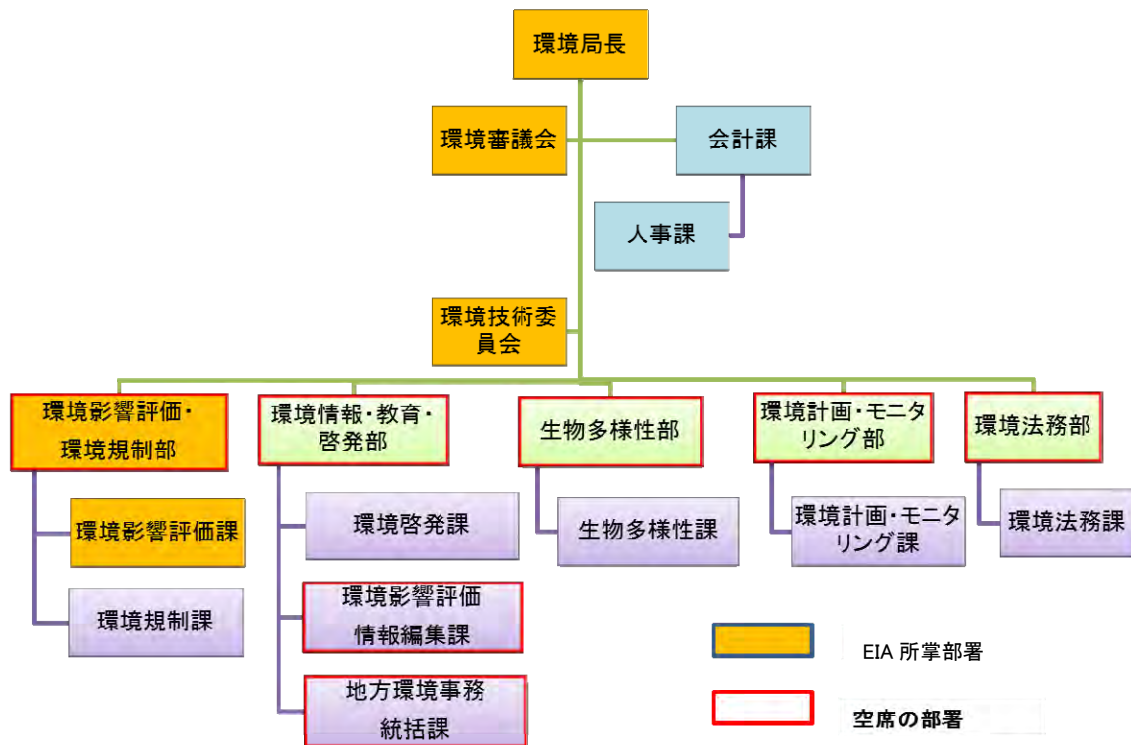 環境局長
環境審議会
会計課
人事課
環境技術委
員会
環境影響評価・
環境規制部
環境情報・教育・
啓発部
生物多様性部
環境計画・モニタ
リング部
環境法務部
環境影響評価課
環境啓発課
生物多様性課
環境計画・モニタ
リング課
環境法務課
環境規制課
環境影響評価
情報編集課
地方環境事務
統括課
EIA 所掌部署
空席の部署